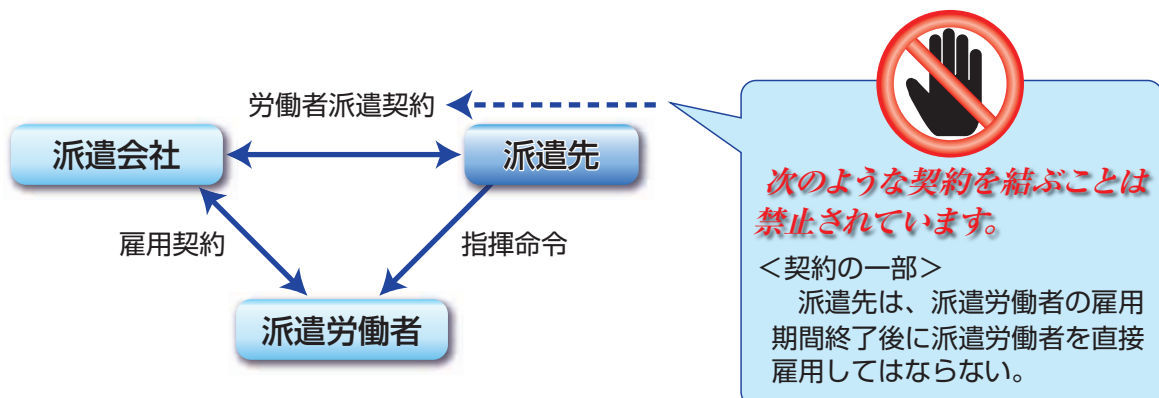 労働者派遣契約
派遣会社
派遣先
雇用契約
指揮命令
派遣労働者
次のような契約を結ぶことは
禁止されています。
＜契約の一部＞
　派遣先は、派遣労働者の雇用
期間終了後に派遣労働者を直接
雇用してはならない。